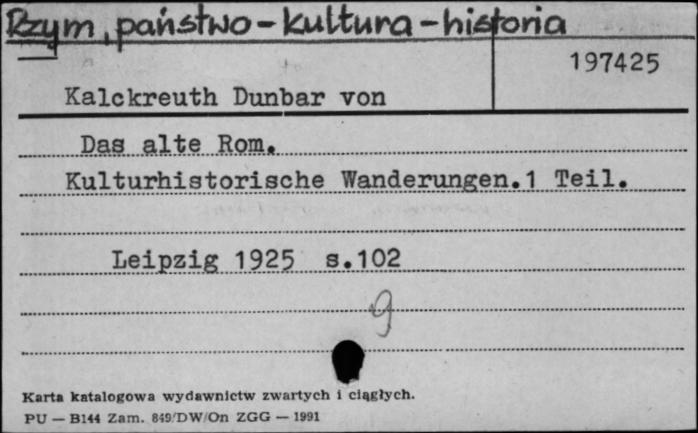 Rzym, państwo - kultura - historia
197425
Kalckreuth Dunbar von
Das alte Rom.
Kulturhistorische Wanderungen.1 Teil.
Leipzig 1925 s.102
g
Karta katalogowa wydawnictw zwartych i ciągłych.
PU — B144 Zam. 849/DW/On ZGG — 1991